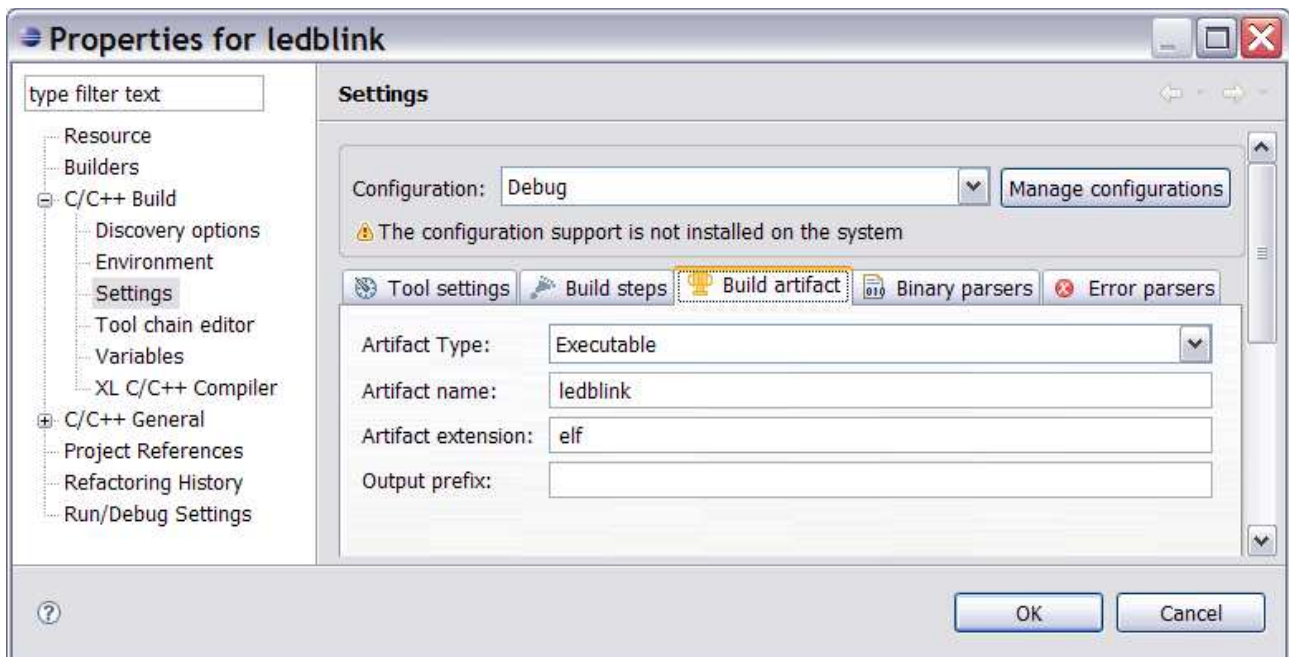 Properties for ledblink
type filter text
Resource
Builders
C/C++ Build
Discovery options
Environment
Settings
Tool chain editor
Variables
XL C/C++ Compiler
C/C++ General
Project References
Refactoring History
Run/Debug Settings
Settings
Configuration: Debug Manage configurations
The configuration support is not installed on the system
Tool settings Build steps Build artifact 010 Binary parsers Error parsers
Artifact Type: Executable
Artifact name: ledblink
Artifact extension: elf
Output prefix:
? OK Cancel